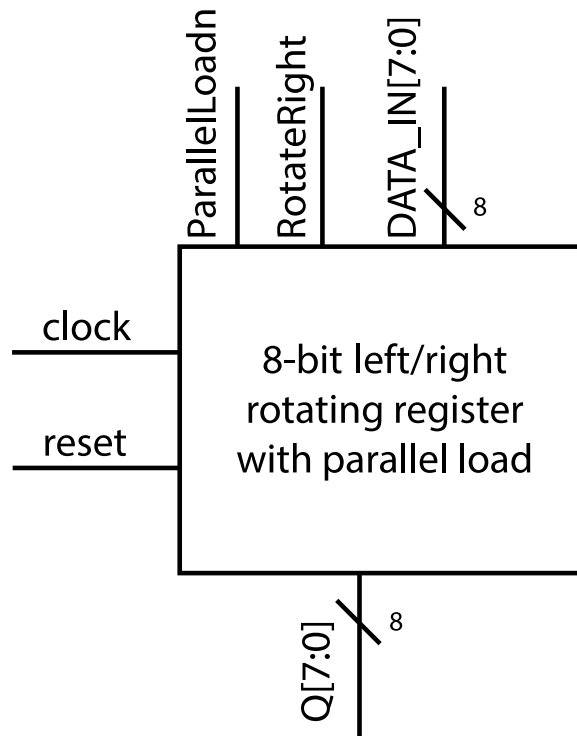 ParallelLoadn
RotateRight
DATA_IN[7:0]
8
clock
reset
8-bit left/right
rotating register
with parallel load
Q[7:0]
8